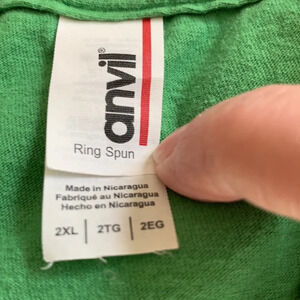 anvil®
Ring Spun
Made in Nicaragua
Fabriqué au Nicaragua
Hecho en Nicaragua
2XL | 2TG | 2EG